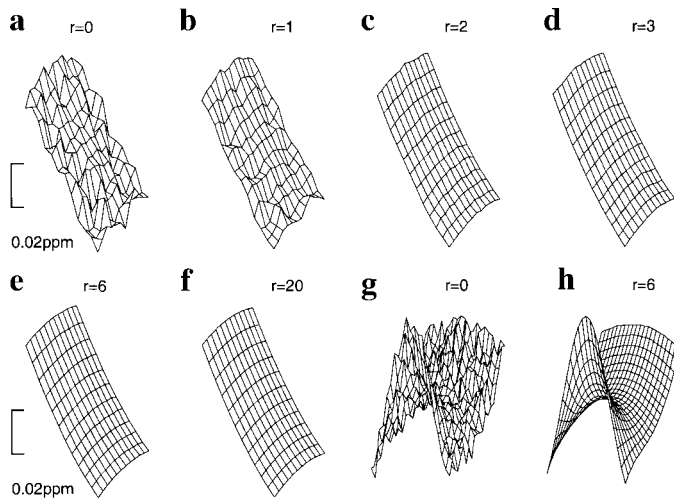 a r=0
b r=1
c r=2
d r=3
0.02ppm
e r=6
f r=20
g r=0
h r=6
0.02ppm